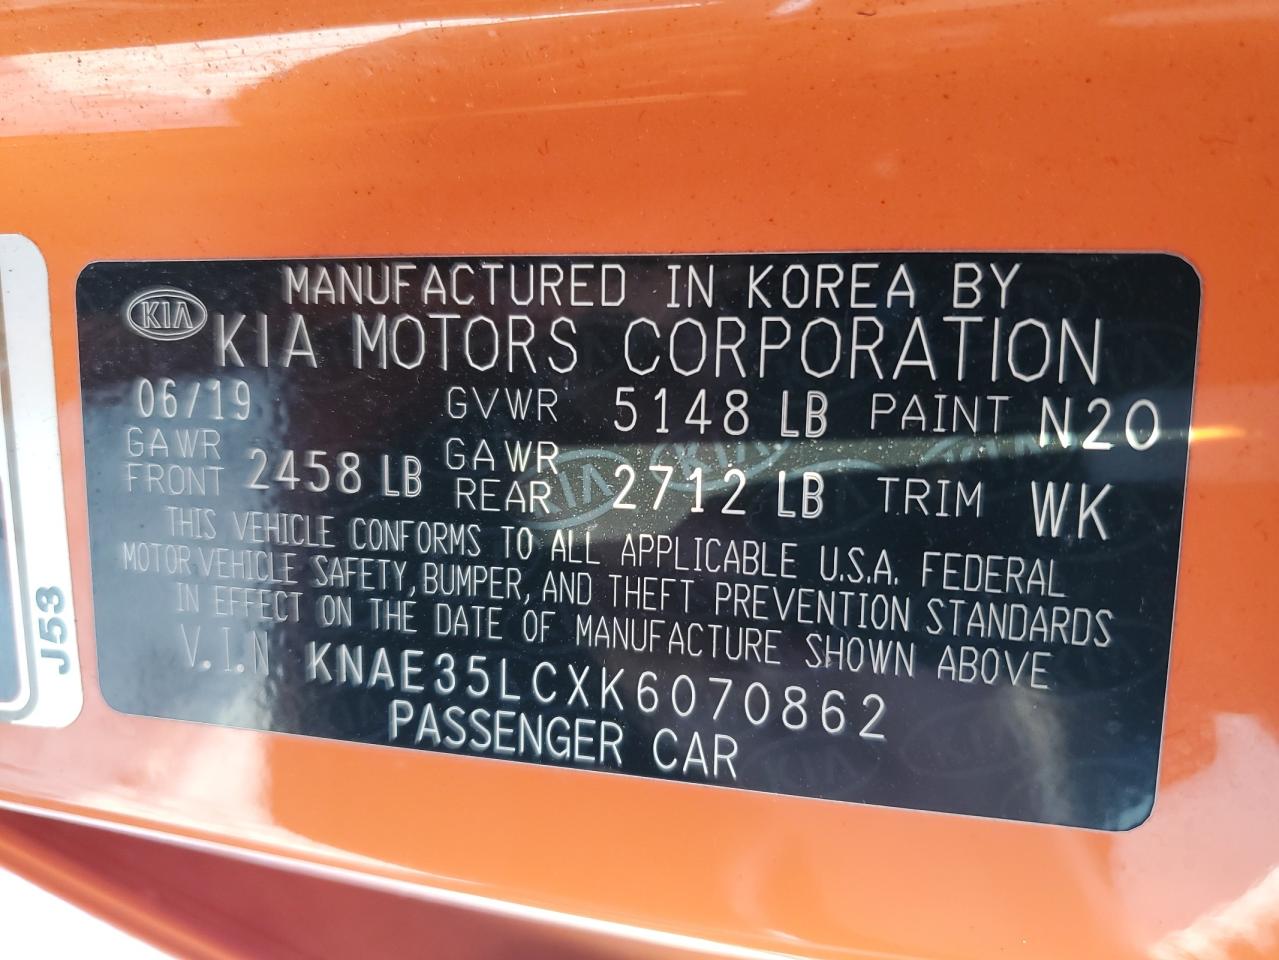 MANUFACTURED IN KOREA BY
KIA KIA MOTORS CORPORATION
06/19 GVWR 5148 LB PAINT N20
GAWR FRONT 2458 LB GAWR REAR 2712 LB TRIM WK
THIS VEHICLE CONFORMS TO ALL APPLICABLE U.S.A. FEDERAL
MOTOR VEHICLE SAFETY, BUMPER, AND THEFT PREVENTION STANDARDS
IN EFFECT ON THE DATE OF MANUFACTURE SHOWN ABOVE
V.I.N KNAE35LCXK6070862
PASSENGER CAR
J53